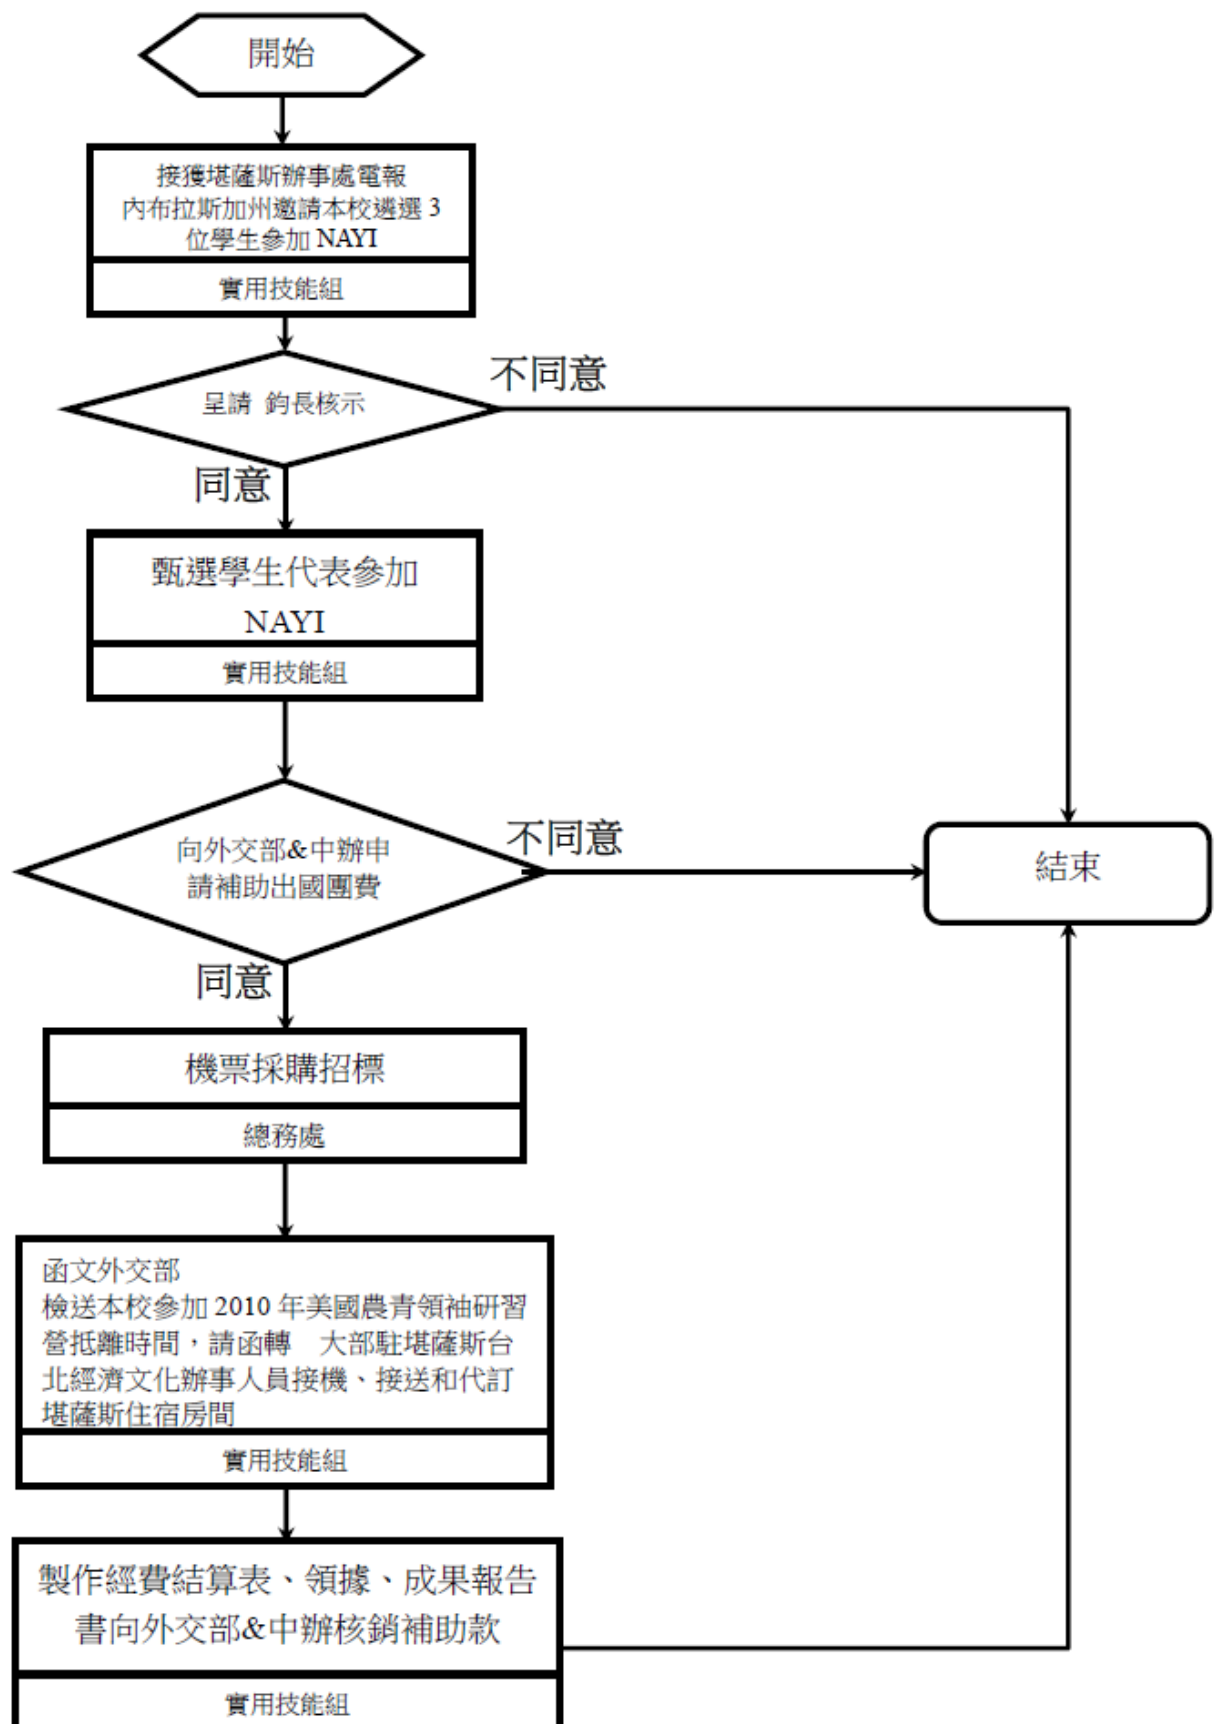 開始
接獲堪薩斯辦事處電報
內布拉斯加州邀請本校遴選 3
位學生參加 NAYI
實用技能組
不同意
呈請 鈞長核示
同意
甄選學生代表參加
NAYI
實用技能組
不同意
向外交部&中辦申
請補助出國團費
結束
同意
機票採購招標
總務處
函文外交部
檢送本校參加 2010 年美國農青領袖研習
營抵離時間，請函轉　大部駐堪薩斯台
北經濟文化辦事人員接機、接送和代訂
堪薩斯住宿房間
實用技能組
製作經費結算表、領據、成果報告
書向外交部&中辦核銷補助款
實用技能組